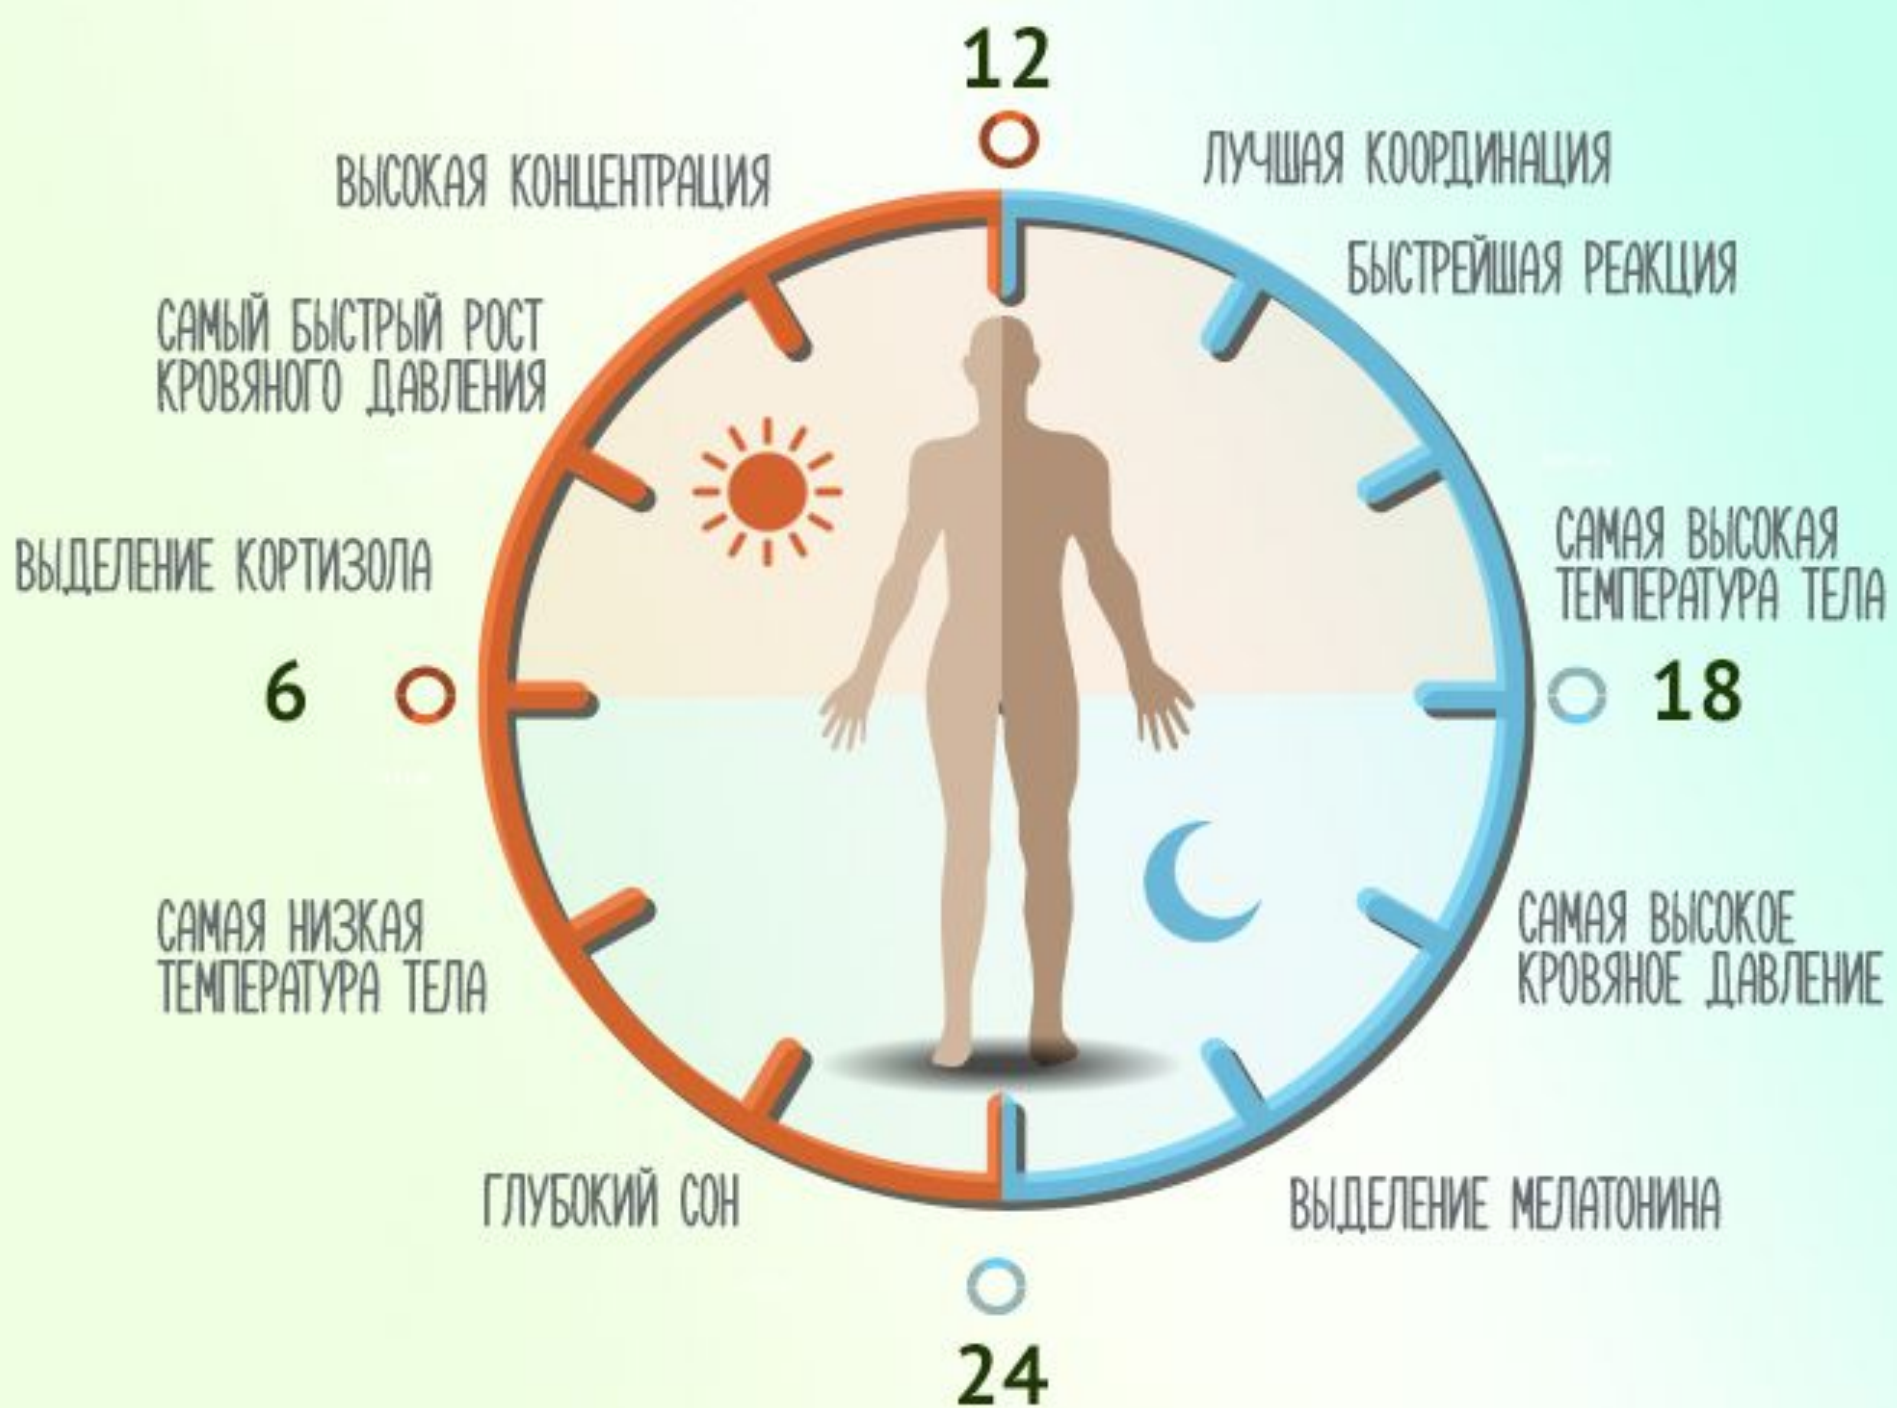 12
ВЫСОКАЯ КОНЦЕНТРАЦИЯ
ЛУЧШАЯ КООРДИНАЦИЯ
БЫСТРЕЙШАЯ РЕАКЦИЯ
САМЫЙ БЫСТРЫЙ РОСТ
КРОВЯНОГО ДАВЛЕНИЯ
ВЫДЕЛЕНИЕ КОРТИЗОЛА
САМАЯ ВЫСОКАЯ
ТЕМПЕРАТУРА ТЕЛА
6
18
САМАЯ НИЗКАЯ
ТЕМПЕРАТУРА ТЕЛА
САМАЯ ВЫСОКОЕ
КРОВЯНОЕ ДАВЛЕНИЕ
ГЛУБОКИЙ СОН
ВЫДЕЛЕНИЕ МЕЛАТОНИНА
24